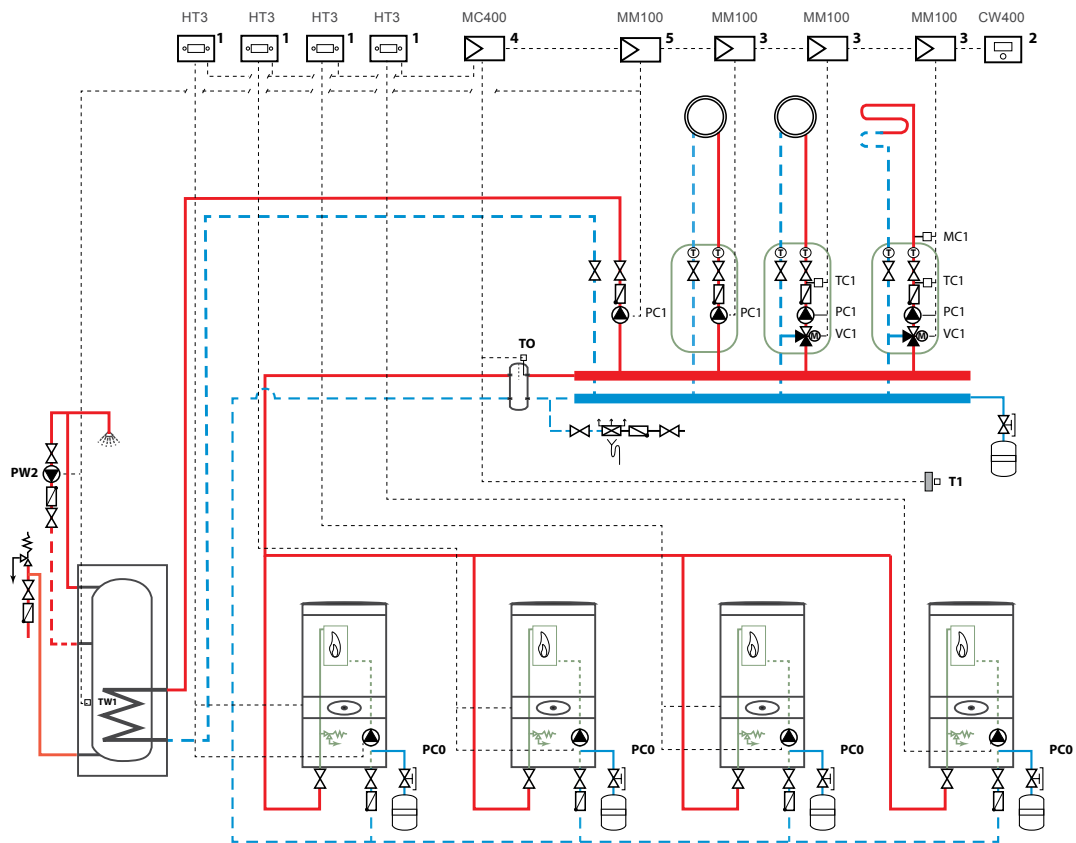 HT3 HT3 HT3 HT3 MC400 MM100 MM100 MM100 MM100 CW400
1 1 1 1 4 5 3 3 3 2
T T T T T T
MC1
TC1 TC1
PC1 PC1 PC1 PC1
M VC1 M VC1
TO
PW2
T1
TW1
PC0 PC0 PC0 PC0